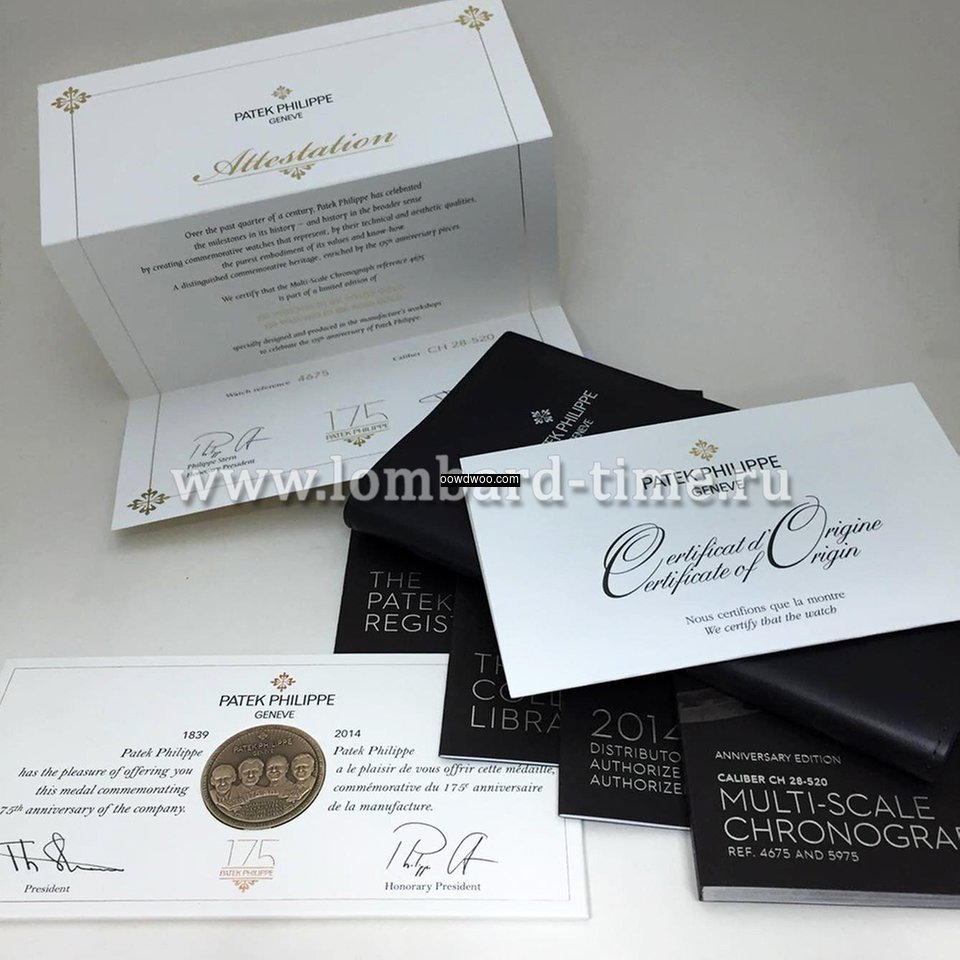 PATEK PHILIPPE
GENEVE
Attestation
Over the past quarter of a century, Patek Philippe has celebrated
the milestones in its history – and history in the broader sense
by creating commemorative watches that represent, by their technical and aesthetic qualities,
the purest embodiment of its values and know-how.
A distinguished commemorative heritage, enriched by the 175th anniversary pieces.
We certify that the Multi-Scale Chronograph reference 4675
is part of a limited edition of
specially designed and produced in the manufacture's workshops
to celebrate the 175th anniversary of Patek Philippe.
Watch reference 4675
Caliber CH 28-520
175
PATEK PHILIPPE
Philippe Stern
Honorary President
PHILIPPE
GENEVE
www.lombard-time.ru
oowdwoo.com
PATEK PHILIPPE
GENEVE
Certificat d'Origine
Certificate of Origin
Nous certifions que la montre
We certify that the watch
THE
PATEK
REGIST
TH
COLL
LIBRA
2014
DISTRIBUTO
AUTHORIZE
AUTHORIZE
ANNIVERSARY EDITION
CALIBER CH 28-520
MULTI-SCALE
CHRONOGRA
REF. 4675 AND 5975
PATEK PHILIPPE
GENEVE
1839
Patek Philippe
has the pleasure of offering you
this medal commemorating
75th anniversary of the company.
President
PATEK PHILIPPE
GENEVE
175
PATEK PHILIPPE
2014
Patek Philippe
a le plaisir de vous offrir cette médaille,
commémorative du 175e anniversaire
de la manufacture.
Honorary President